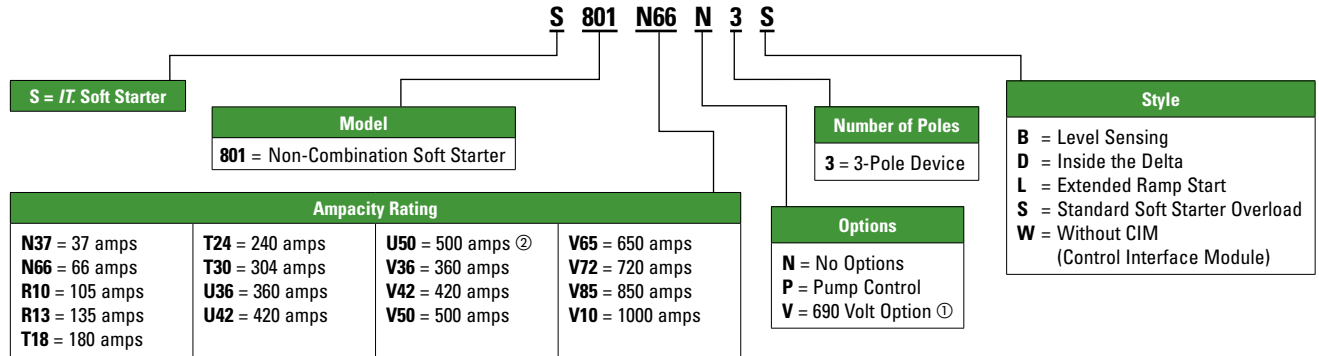 S 801 N66 N 3 S
S = IT. Soft Starter
Model
801 = Non-Combination Soft Starter
Ampacity Rating
N37 = 37 amps
N66 = 66 amps
R10 = 105 amps
R13 = 135 amps
T18 = 180 amps
T24 = 240 amps
T30 = 304 amps
U36 = 360 amps
U42 = 420 amps
U50 = 500 amps ②
V36 = 360 amps
V42 = 420 amps
V50 = 500 amps
V65 = 650 amps
V72 = 720 amps
V85 = 850 amps
V10 = 1000 amps
Options
N = No Options
P = Pump Control
V = 690 Volt Option ①
Number of Poles
3 = 3-Pole Device
Style
B = Level Sensing
D = Inside the Delta
L = Extended Ramp Start
S = Standard Soft Starter Overload
W = Without CIM
(Control Interface Module)